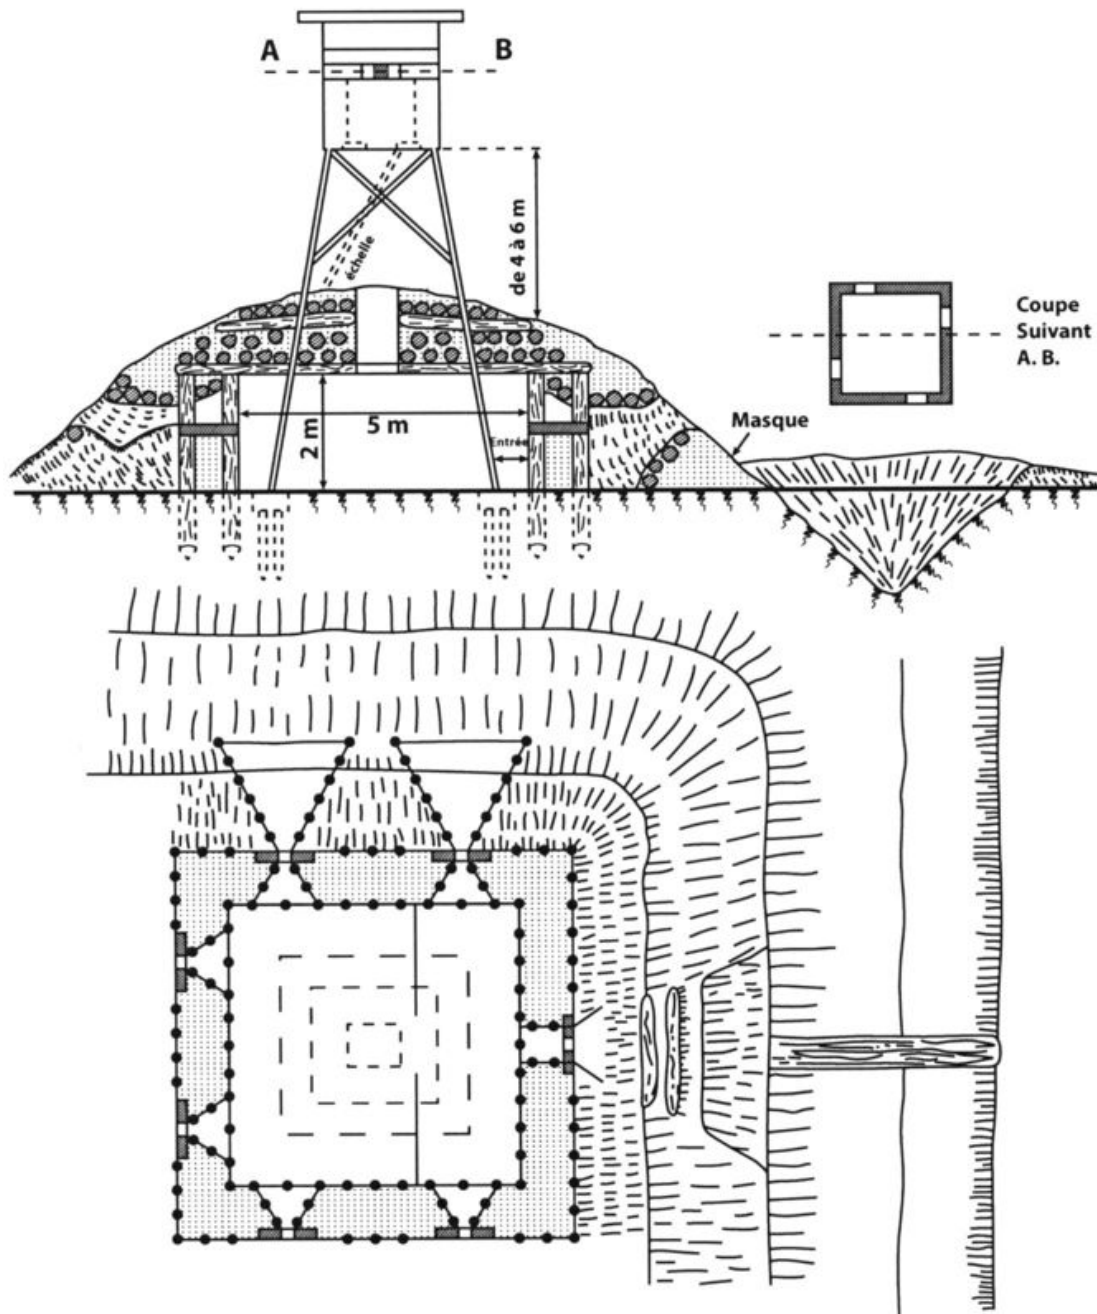 A B
de 4 à 6 m
échelle
Coupe
Suivant
A. B.
Masque
5 m
2 m
Entrée